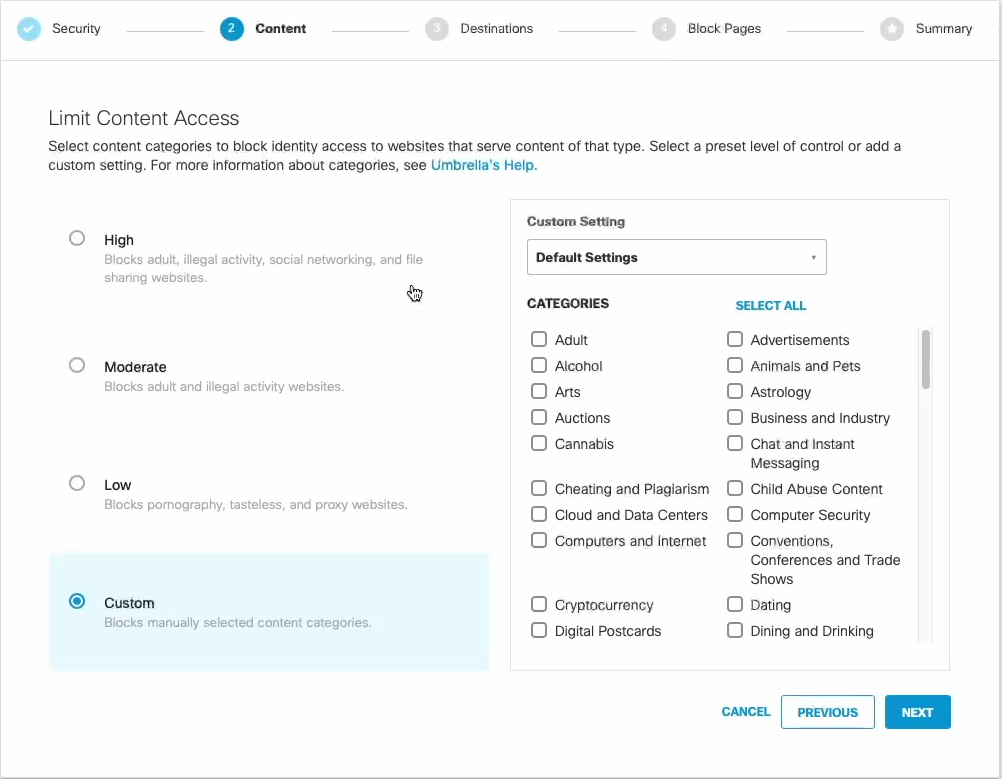 Security
2 Content
3 Destinations
4 Block Pages
Summary
Limit Content Access
Select content categories to block identity access to websites that serve content of that type. Select a preset level of control or add a
custom setting. For more information about categories, see Umbrella's Help.
High
Blocks adult, illegal activity, social networking, and file
sharing websites.
Moderate
Blocks adult and illegal activity websites.
Low
Blocks pornography, tasteless, and proxy websites.
Custom
Blocks manually selected content categories.
Custom Setting
Default Settings
CATEGORIES
SELECT ALL
Adult
Advertisements
Alcohol
Animals and Pets
Arts
Astrology
Auctions
Business and Industry
Cannabis
Chat and Instant
Messaging
Cheating and Plagiarism
Child Abuse Content
Cloud and Data Centers
Computer Security
Computers and Internet
Conventions,
Conferences and Trade
Shows
Cryptocurrency
Dating
Digital Postcards
Dining and Drinking
CANCEL
PREVIOUS
NEXT